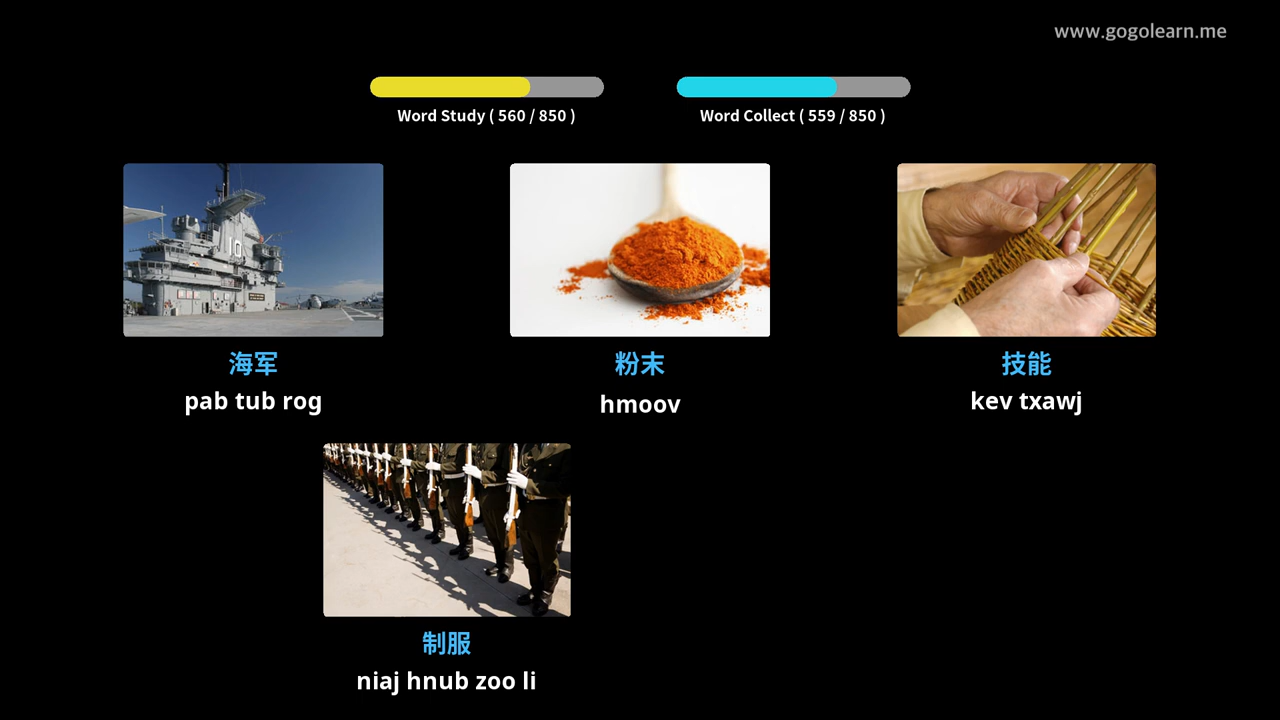 www.gogolearn.me
Word Study ( 560 / 850 )
Word Collect ( 559 / 850 )
海军
pab tub rog
粉末
hmoov
技能
kev txawj
制服
niaj hnub zoo li